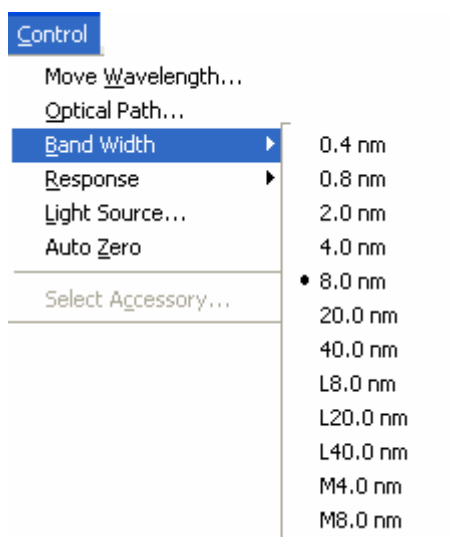 Control
Move Wavelength...
Optical Path...
Band Width
Response
Light Source...
Auto Zero
Select Accessory...
0.4 nm
0.8 nm
2.0 nm
4.0 nm
8.0 nm
20.0 nm
40.0 nm
L8.0 nm
L20.0 nm
L40.0 nm
M4.0 nm
M8.0 nm